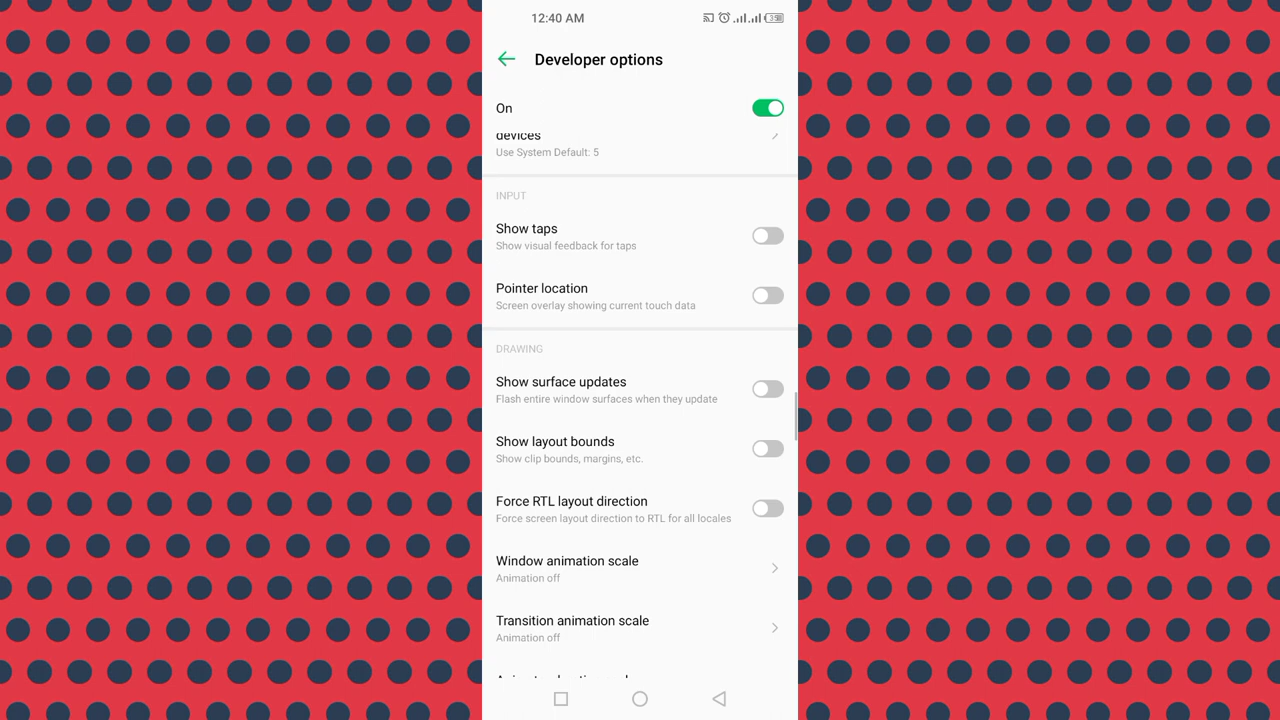 12:40 AM
Developer options
On
devices
Use System Default: 5
INPUT
Show taps
Show visual feedback for taps
Pointer location
Screen overlay showing current touch data
DRAWING
Show surface updates
Flash entire window surfaces when they update
Show layout bounds
Show clip bounds, margins, etc.
Force RTL layout direction
Force screen layout direction to RTL for all locales
Window animation scale
Animation off
Transition animation scale
Animation off